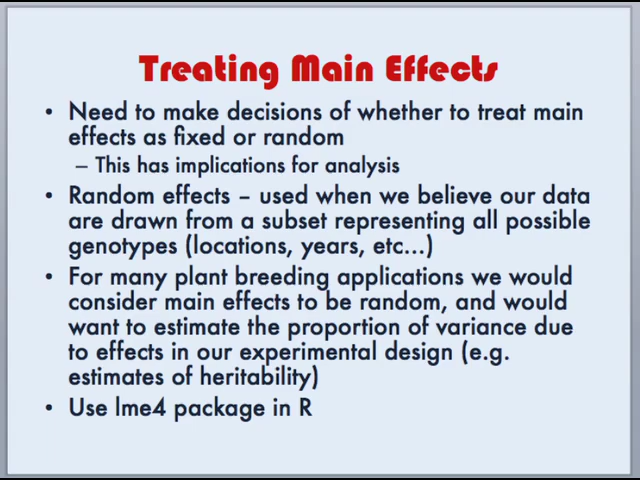 Treating Main Effects
• Need to make decisions of whether to treat main
effects as fixed or random
– This has implications for analysis
• Random effects – used when we believe our data
are drawn from a subset representing all possible
genotypes (locations, years, etc...)
• For many plant breeding applications we would
consider main effects to be random, and would
want to estimate the proportion of variance due
to effects in our experimental design (e.g.
estimates of heritability)
• Use lme4 package in R